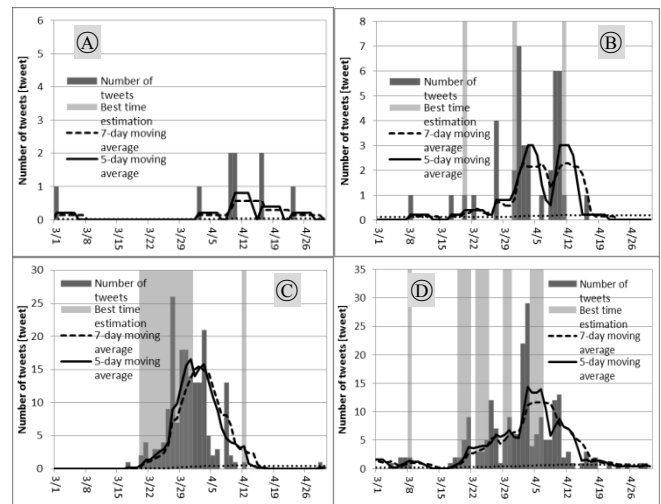 Ⓐ
Number of tweets [tweet]
6
5
4
3
2
1
0
Number of
tweets
Best time
estimation
7-day moving
average
5-day moving
average
3/1
3/8
3/15
3/22
3/29
4/5
4/12
4/19
4/26
Ⓑ
Number of tweets [tweet]
8
7
6
5
4
3
2
1
0
Number of
tweets
Best time
estimation
7-day moving
average
5-day moving
average
3/1
3/8
3/15
3/22
3/29
4/5
4/12
4/19
4/26
Ⓒ
Number of tweets [tweet]
30
25
20
15
10
5
0
Number of
tweets
Best time
estimation
7-day moving
average
5-day moving
average
3/1
3/8
3/15
3/22
3/29
4/5
4/12
4/19
4/26
Ⓓ
Number of tweets [tweet]
35
30
25
20
15
10
5
0
Number of
tweets
Best time
estimation
7-day moving
average
5-day moving
average
3/1
3/8
3/15
3/22
3/29
4/5
4/12
4/19
4/26